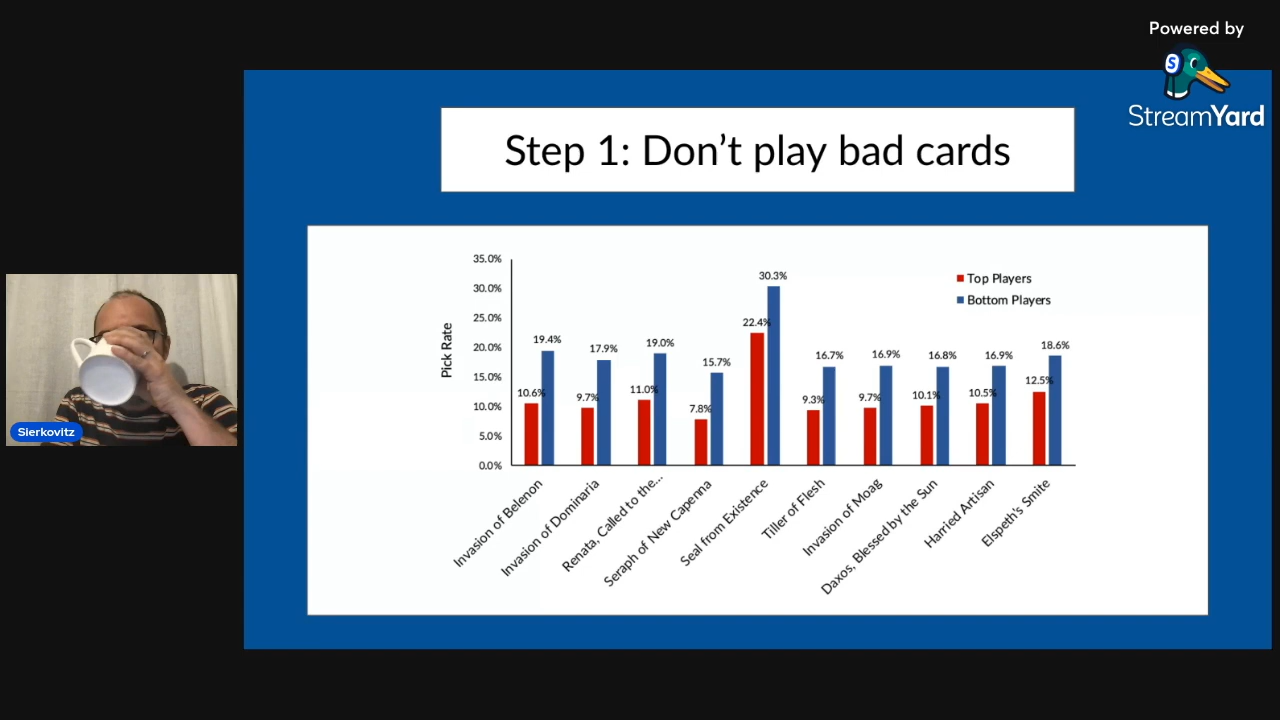 Powered by
StreamYard
Step 1: Don't play bad cards
35.0%
30.0%
25.0%
20.0%
15.0%
10.0%
5.0%
0.0%
Pick Rate
Top Players
Bottom Players
10.6%
19.4%
9.7%
17.9%
11.0%
19.0%
7.8%
15.7%
22.4%
30.3%
9.3%
16.7%
9.7%
16.9%
10.1%
16.8%
10.5%
16.9%
12.5%
18.6%
Invasion of Belenon
Invasion of Dominaria
Renata, Called to the...
Seraph of New Capenna
Seal from Existence
Tiller of Flesh
Invasion of Moag
Daxos, Blessed by the Sun
Harried Artisan
Elspeth's Smite
Sierkovitz